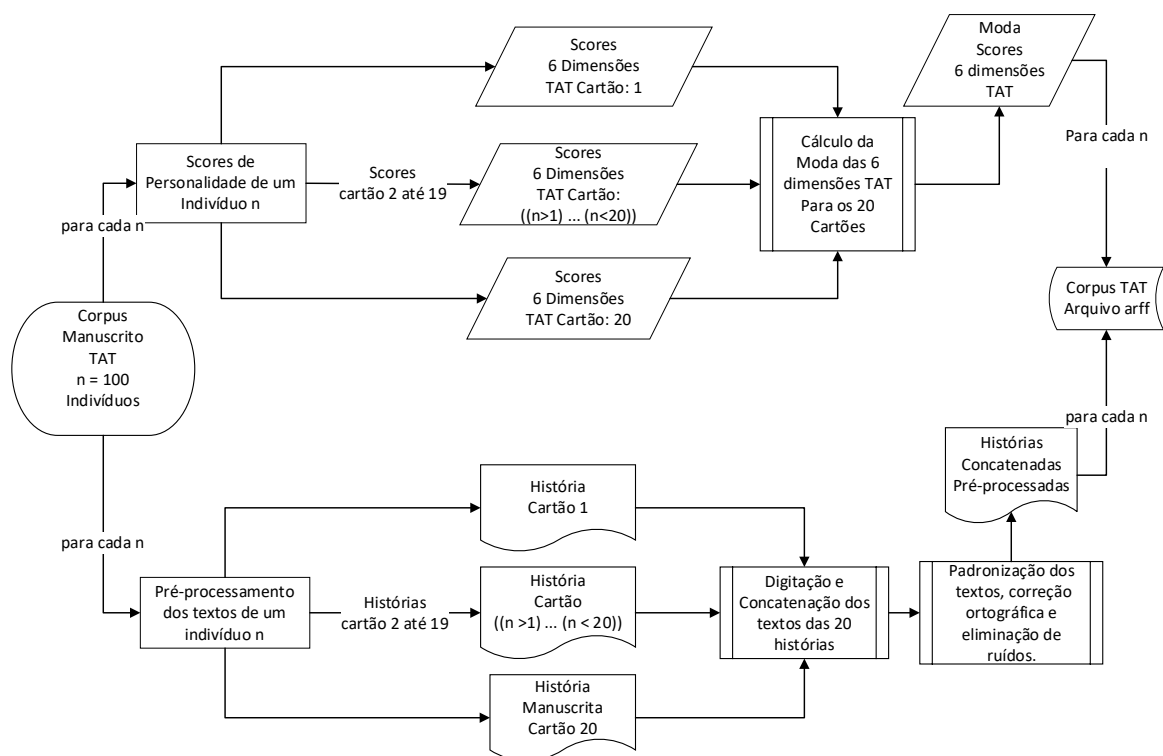 Scores
6 Dimensões
TAT Cartão: 1
Moda
Scores
6 dimensões
TAT
Scores de
Personalidade de um
Indivíduo n
Scores
cartão 2 até 19
Scores
6 Dimensões
TAT Cartão:
((n>1) ... (n<20))
Cálculo da
Moda das 6
dimensões TAT
Para os 20
Cartões
Para cada n
para cada n
Scores
6 Dimensões
TAT Cartão: 20
Corpus TAT
Arquivo arff
Corpus
Manuscrito
TAT
n = 100
Indivíduos
para cada n
Histórias
Concatenadas
Pré-processadas
História
Cartão 1
para cada n
Pré-processamento
dos textos de um
indivíduo n
Histórias
cartão 2 até 19
História
Cartão
((n >1) ... (n < 20))
Digitação e
Concatenação dos
textos das 20
histórias
Padronização dos
textos, correção
ortográfica e
eliminação de
ruídos.
História
Manuscrita
Cartão 20